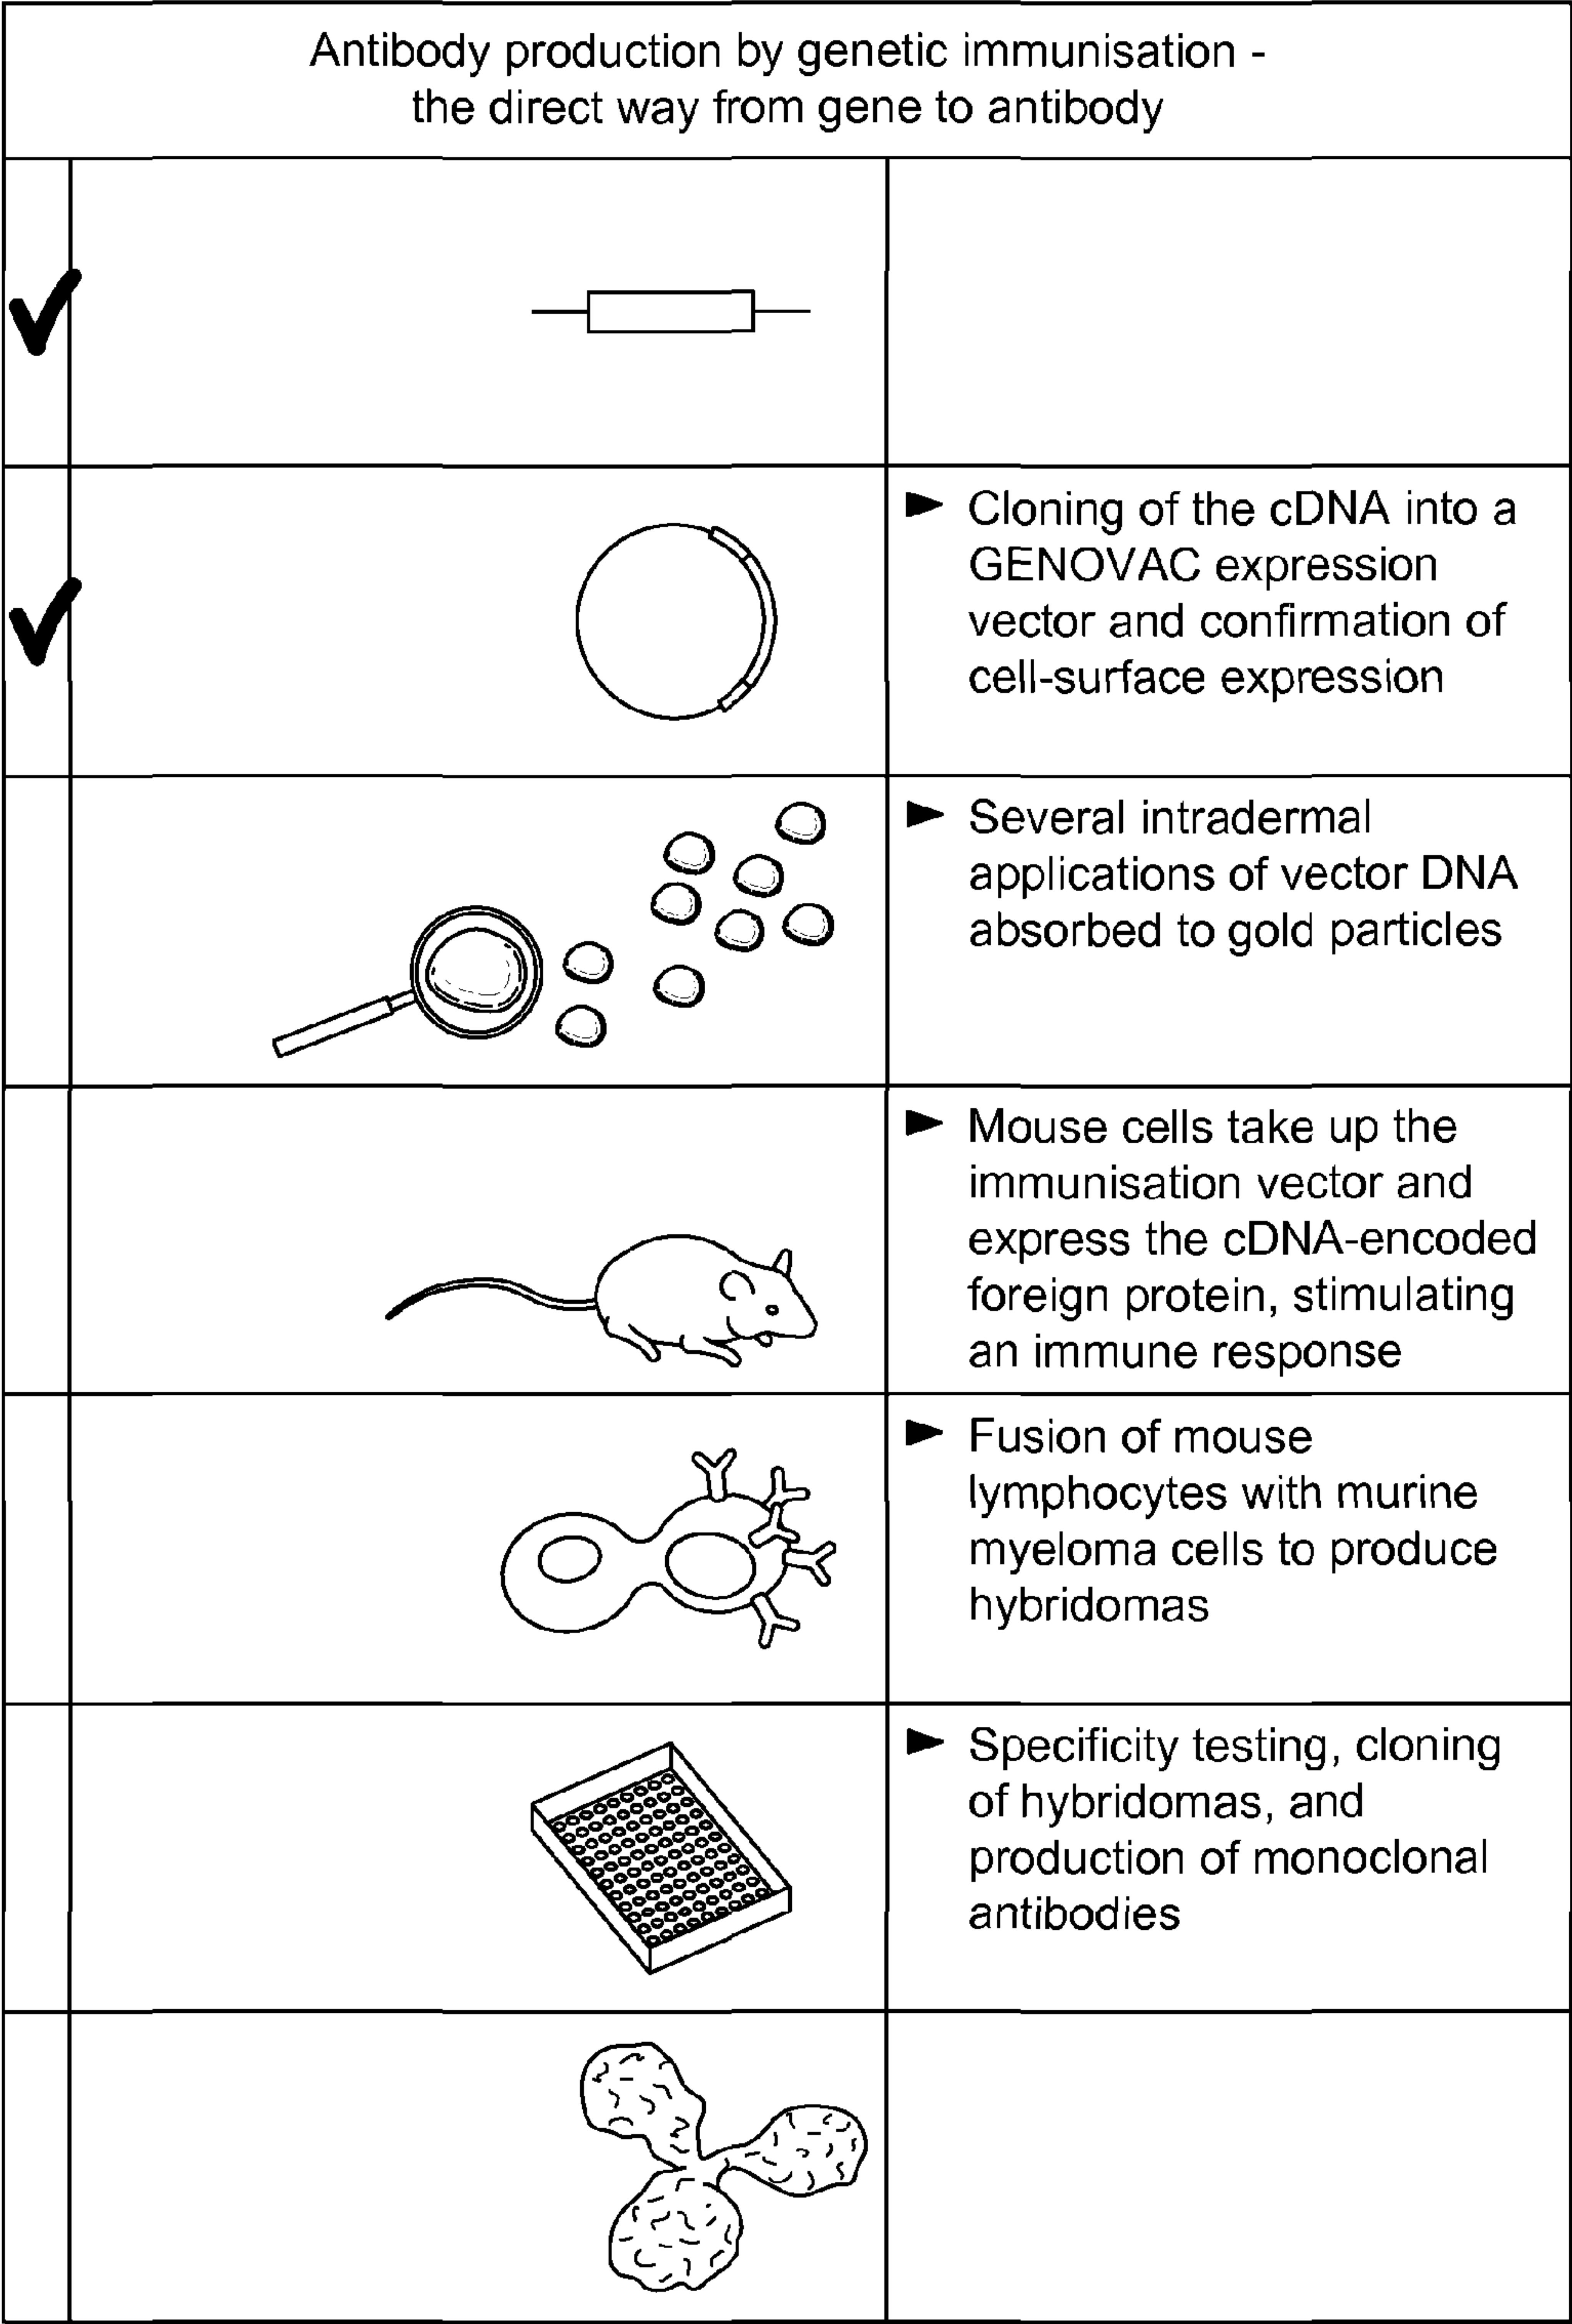 Antibody production by genetic immunisation -
the direct way from gene to antibody
► Cloning of the cDNA into a
GENOVAC expression
vector and confirmation of
cell-surface expression
► Several intradermal
applications of vector DNA
absorbed to gold particles
► Mouse cells take up the
immunisation vector and
express the cDNA-encoded
foreign protein, stimulating
an immune response
► Fusion of mouse
lymphocytes with murine
myeloma cells to produce
hybridomas
► Specificity testing, cloning
of hybridomas, and
production of monoclonal
antibodies